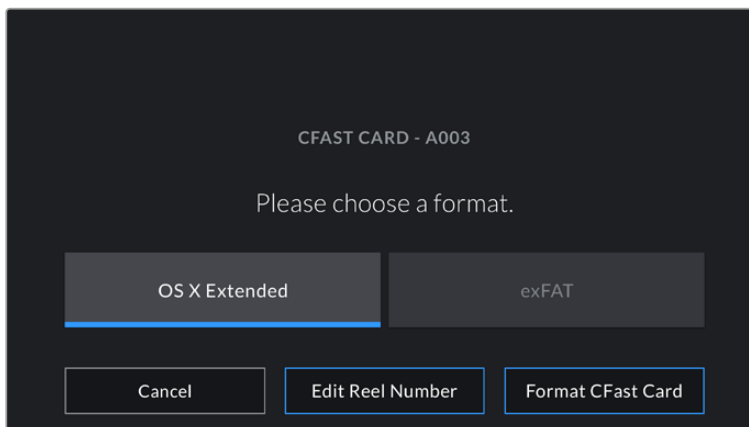 CFAST CARD - A003
Please choose a format.
OS X Extended
exFAT
Cancel
Edit Reel Number
Format CFast Card